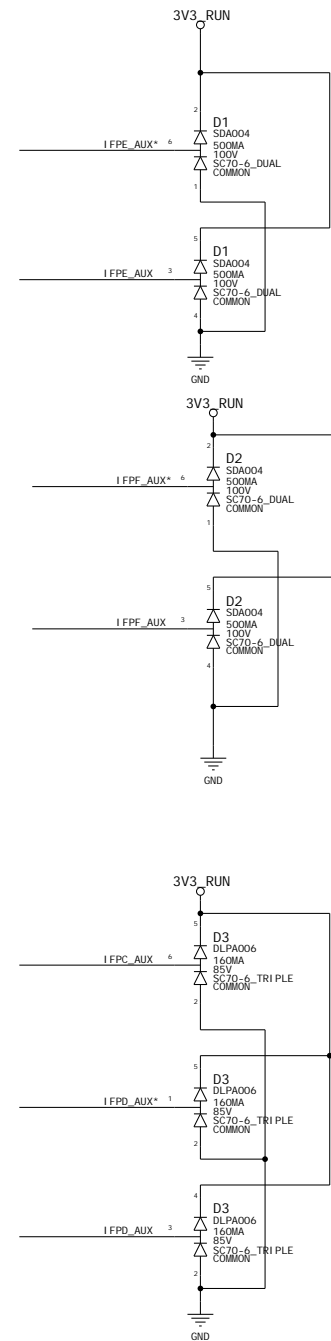 3V3_RUN
2
D1
SDA004
IFPE_AUX* 6
500MA
100V
SC70-6_DUAL
COMMON
1
5
D1
SDA004
IFPE_AUX 3
500MA
100V
SC70-6_DUAL
COMMON
4
GND
3V3_RUN
2
D2
SDA004
IFPF_AUX* 6
500MA
100V
SC70-6_DUAL
COMMON
1
5
D2
SDA004
IFPF_AUX 3
500MA
100V
SC70-6_DUAL
COMMON
4
GND
3V3_RUN
5
D3
DLPA006
IFPC_AUX 6
160MA
85V
SC70-6_TRIPLE
COMMON
2
5
D3
DLPA006
IFPD_AUX* 1
160MA
85V
SC70-6_TRIPLE
COMMON
2
4
D3
DLPA006
IFPD_AUX 3
160MA
85V
SC70-6_TRIPLE
COMMON
2
GND